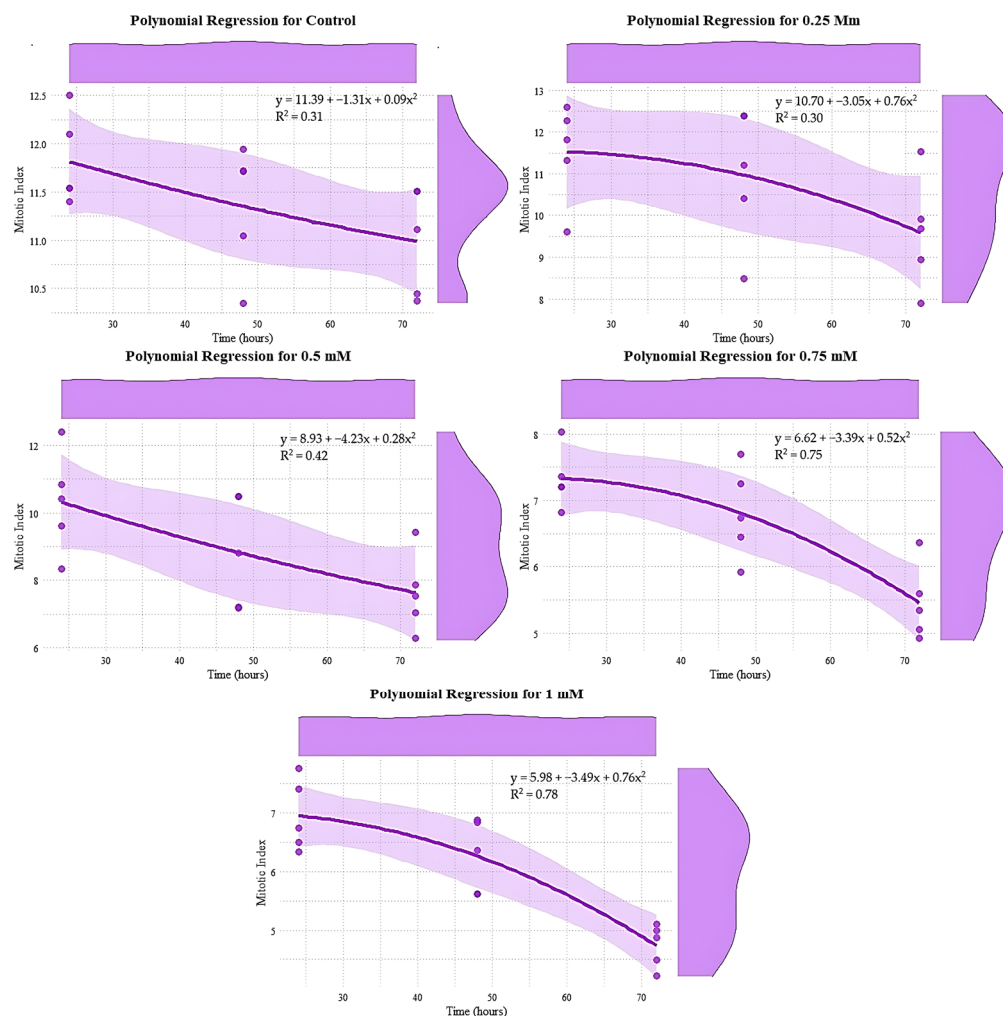 Polynomial Regression for Control
12.5
12.0
11.5
11.0
10.5
Mitotic Index
y = 11.39 + −1.31x + 0.09x²
R² = 0.31
30
40
50
60
70
Time (hours)
Polynomial Regression for 0.25 Mm
13
12
11
10
9
8
Mitotic Index
y = 10.70 + −3.05x + 0.76x²
R² = 0.30
30
40
50
60
70
Time (hours)
Polynomial Regression for 0.5 mM
12
10
8
6
Mitotic Index
y = 8.93 + −4.23x + 0.28x²
R² = 0.42
30
40
50
60
70
Time (hours)
Polynomial Regression for 0.75 mM
8
7
6
5
Mitotic Index
y = 6.62 + −3.39x + 0.52x²
R² = 0.75
30
40
50
60
70
Time (hours)
Polynomial Regression for 1 mM
7
6
5
Mitotic Index
y = 5.98 + −3.49x + 0.76x²
R² = 0.78
30
40
50
60
70
Time (hours)